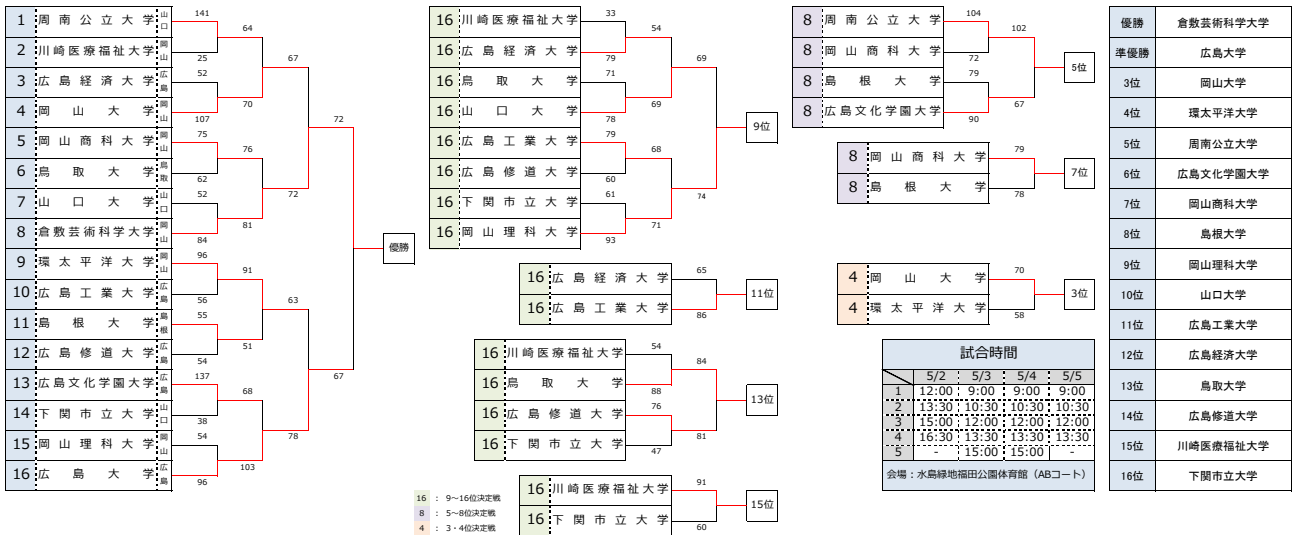 1 周南公立大学 山口 141
2 川崎医療福祉大学 岡山 25
3 広島経済大学 広島 52
4 岡山大学 岡山 107
5 岡山商科大学 岡山 75
6 鳥取大学 鳥取 62
7 山口大学 山口 52
8 倉敷芸術科学大学 岡山 84
9 環太平洋大学 岡山 96
10 広島工業大学 広島 56
11 島根大学 島根 55
12 広島修道大学 広島 54
13 広島文化学園大学 広島 137
14 下関市立大学 山口 38
15 岡山理科大学 岡山 54
16 広島大学 広島 96
64
70
76
81
91
51
68
103
67
72
63
78
72
67
優勝
16 川崎医療福祉大学 33
16 広島経済大学 79
16 鳥取大学 71
16 山口大学 78
16 広島工業大学 79
16 広島修道大学 60
16 下関市立大学 61
16 岡山理科大学 93
54
69
68
71
69
74
9位
16 広島経済大学 65
16 広島工業大学 86
11位
16 川崎医療福祉大学 54
16 鳥取大学 88
16 広島修道大学 76
16 下関市立大学 47
84
81
13位
16 川崎医療福祉大学 91
16 下関市立大学 60
15位
16 : 9～16位決定戦
8 : 5～8位決定戦
4 : 3・4位決定戦
8 周南公立大学 104
8 岡山商科大学 72
8 島根大学 79
8 広島文化学園大学 90
102
67
5位
8 岡山商科大学 79
8 島根大学 78
7位
4 岡山大学 70
4 環太平洋大学 58
3位
試合時間
5/2 5/3 5/4 5/5
1 12:00 9:00 9:00 9:00
2 13:30 10:30 10:30 10:30
3 15:00 12:00 12:00 12:00
4 16:30 13:30 13:30 13:30
5 - 15:00 15:00 -
会場：水島緑地福田公園体育館（ABコート）
優勝 倉敷芸術科学大学
準優勝 広島大学
3位 岡山大学
4位 環太平洋大学
5位 周南公立大学
6位 広島文化学園大学
7位 岡山商科大学
8位 島根大学
9位 岡山理科大学
10位 山口大学
11位 広島工業大学
12位 広島経済大学
13位 鳥取大学
14位 広島修道大学
15位 川崎医療福祉大学
16位 下関市立大学